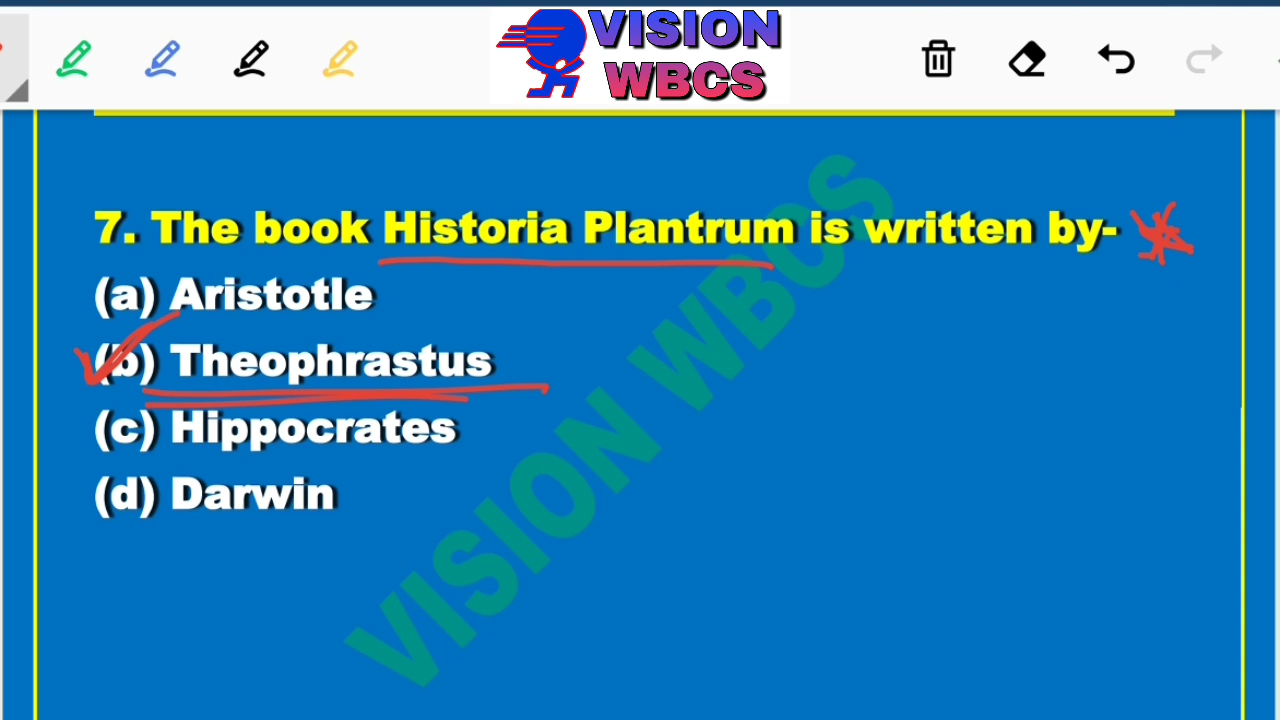 VISION
WBCS
7. The book Historia Plantrum is written by-
(a) Aristotle
(b) Theophrastus
(c) Hippocrates
(d) Darwin
VISION WBCS